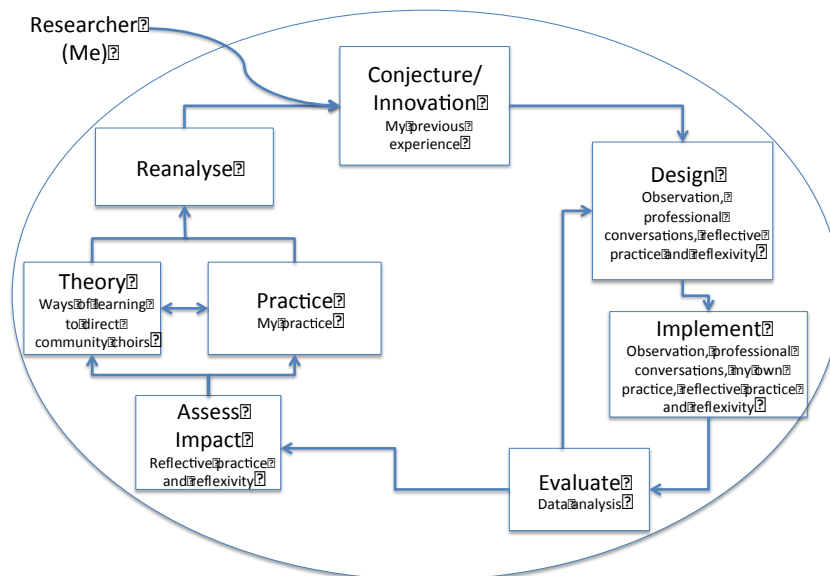 Researcher
(Me)
Conjecture/
Innovation
My previous
experience
Reanalyse
Design
Observation,
professional
conversations, reflective
practice and reflexivity
Theory
Ways of learning
to direct
community choirs
Practice
My practice
Implement
Observation, professional
conversations, my own
practice, reflective practice
and reflexivity
Assess
Impact
Reflective practice
and reflexivity
Evaluate
Data analysis